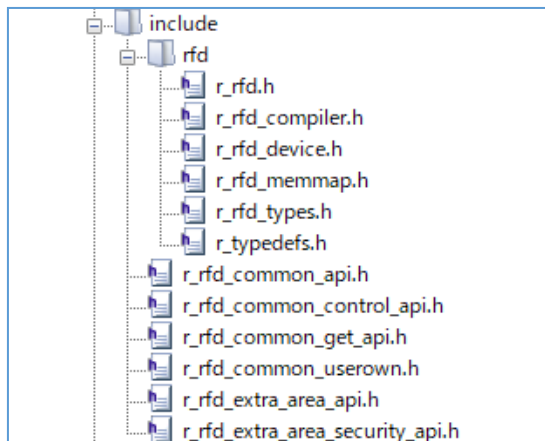 include
rfd
r_rfd.h
r_rfd_compiler.h
r_rfd_device.h
r_rfd_memmap.h
r_rfd_types.h
r_typedefs.h
r_rfd_common_api.h
r_rfd_common_control_api.h
r_rfd_common_get_api.h
r_rfd_common_userown.h
r_rfd_extra_area_api.h
r_rfd_extra_area_security_api.h